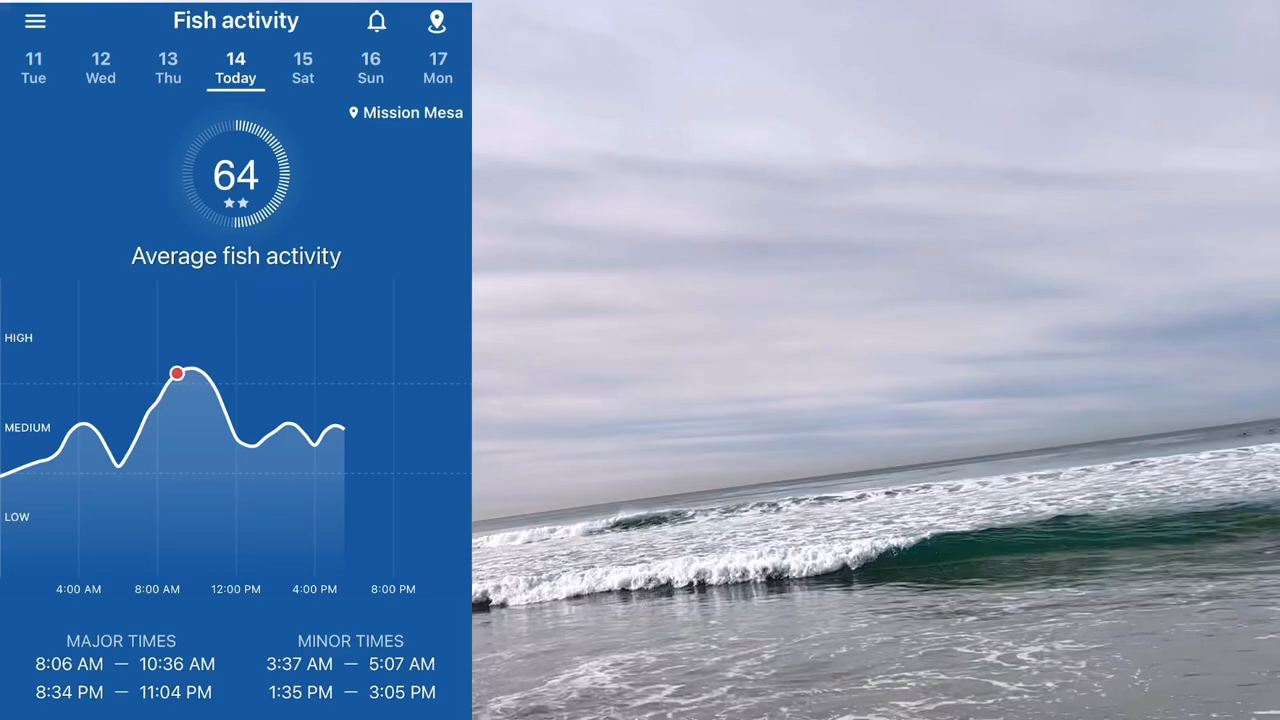 Fish activity
11 12 13 14 15 16 17
Tue Wed Thu Today Sat Sun Mon
Mission Mesa
64
Average fish activity
HIGH
MEDIUM
LOW
4:00 AM 8:00 AM 12:00 PM 4:00 PM 8:00 PM
MAJOR TIMES MINOR TIMES
8:06 AM — 10:36 AM 3:37 AM — 5:07 AM
8:34 PM — 11:04 PM 1:35 PM — 3:05 PM